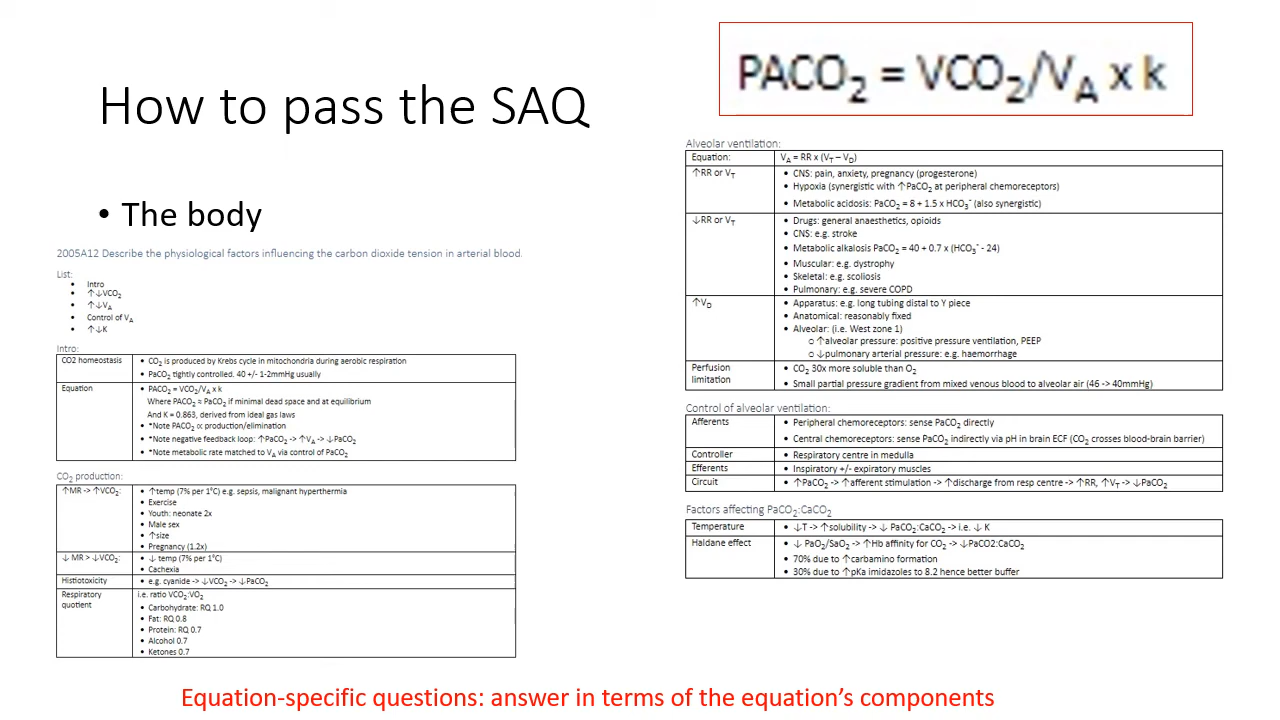 How to pass the SAQ
• The body
2005A12 Describe the physiological factors influencing the carbon dioxide tension in arterial blood.
List:
• Intro
• ↑↓VCO₂
• ↑↓V_A
• Control of V_A
• ↑↓K
Intro:
CO2 homeostasis
• CO₂ is produced by Krebs cycle in mitochondria during aerobic respiration
• PaCO₂ tightly controlled. 40 +/- 1-2mmHg usually
Equation
• PACO₂ = VCO₂/V_A x k
Where PACO₂ ≈ PaCO₂ if minimal dead space and at equilibrium
And K = 0.863, derived from ideal gas laws
• *Note PACO₂ ∝ production/elimination
• *Note negative feedback loop: ↑PaCO₂ -> ↑V_A -> ↓PaCO₂
• *Note metabolic rate matched to V_A via control of PaCO₂
CO₂ production:
↑MR -> ↑VCO₂:
• ↑temp (7% per 1°C) e.g. sepsis, malignant hyperthermia
• Exercise
• Youth: neonate 2x
• Male sex
• ↑size
• Pregnancy (1.2x)
↓ MR > ↓VCO₂:
• ↓ temp (7% per 1°C)
• Cachexia
Histiotoxicity
• e.g. cyanide -> ↓VCO₂ -> ↓PaCO₂
Respiratory
quotient
i.e. ratio VCO₂:VO₂
• Carbohydrate: RQ 1.0
• Fat: RQ 0.8
• Protein: RQ 0.7
• Alcohol 0.7
• Ketones 0.7
PACO₂ = VCO₂/V_A x k
Alveolar ventilation:
Equation:
V_A = RR x (V_T – V_D)
↑RR or V_T
• CNS: pain, anxiety, pregnancy (progesterone)
• Hypoxia (synergistic with ↑PaCO₂ at peripheral chemoreceptors)
• Metabolic acidosis: PaCO₂ = 8 + 1.5 x HCO₃⁻ (also synergistic)
↓RR or V_T
• Drugs: general anaesthetics, opioids
• CNS: e.g. stroke
• Metabolic alkalosis PaCO₂ = 40 + 0.7 x (HCO₃⁻ - 24)
• Muscular: e.g. dystrophy
• Skeletal: e.g. scoliosis
• Pulmonary: e.g. severe COPD
↑V_D
• Apparatus: e.g. long tubing distal to Y piece
• Anatomical: reasonably fixed
• Alveolar: (i.e. West zone 1)
o ↑alveolar pressure: positive pressure ventilation, PEEP
o ↓pulmonary arterial pressure: e.g. haemorrhage
Perfusion
limitation
• CO₂ 30x more soluble than O₂
• Small partial pressure gradient from mixed venous blood to alveolar air (46 -> 40mmHg)
Control of alveolar ventilation:
Afferents
• Peripheral chemoreceptors: sense PaCO₂ directly
• Central chemoreceptors: sense PaCO₂ indirectly via pH in brain ECF (CO₂ crosses blood-brain barrier)
Controller
• Respiratory centre in medulla
Efferents
• Inspiratory +/- expiratory muscles
Circuit
• ↑PaCO₂ -> ↑afferent stimulation -> ↑discharge from resp centre -> ↑RR, ↑V_T -> ↓PaCO₂
Factors affecting PaCO₂:CaCO₂
Temperature
• ↓T -> ↑solubility -> ↓ PaCO₂:CaCO₂ -> i.e. ↓ K
Haldane effect
• ↓ PaO₂/SaO₂ -> ↑Hb affinity for CO₂ -> ↓PaCO2:CaCO₂
• 70% due to ↑carbamino formation
• 30% due to ↑pKa imidazoles to 8.2 hence better buffer
Equation-specific questions: answer in terms of the equation's components